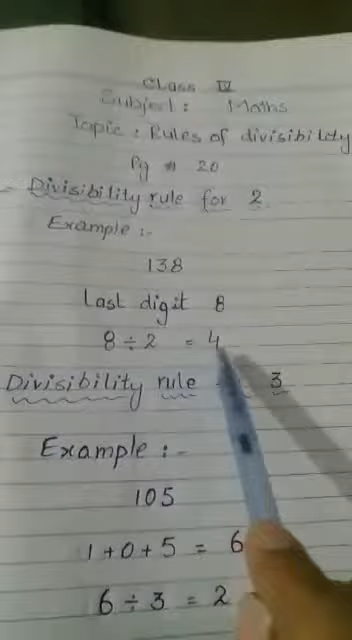 Class IV
Subject: Maths
Topic: Rules of divisibility
Pg # 20
Divisibility rule for 2
Example :-
138
Last digit 8
8 ÷ 2 = 4
Divisibility rule 3
Example :-
105
1 + 0 + 5 = 6
6 ÷ 3 = 2